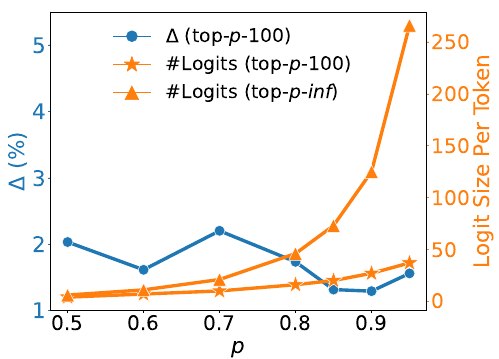 Δ (top-p-100)
#Logits (top-p-100)
#Logits (top-p-inf)
Δ (%)
5
4
3
2
1
Logit Size Per Token
250
200
150
100
50
0
0.5 0.6 0.7 0.8 0.9
p